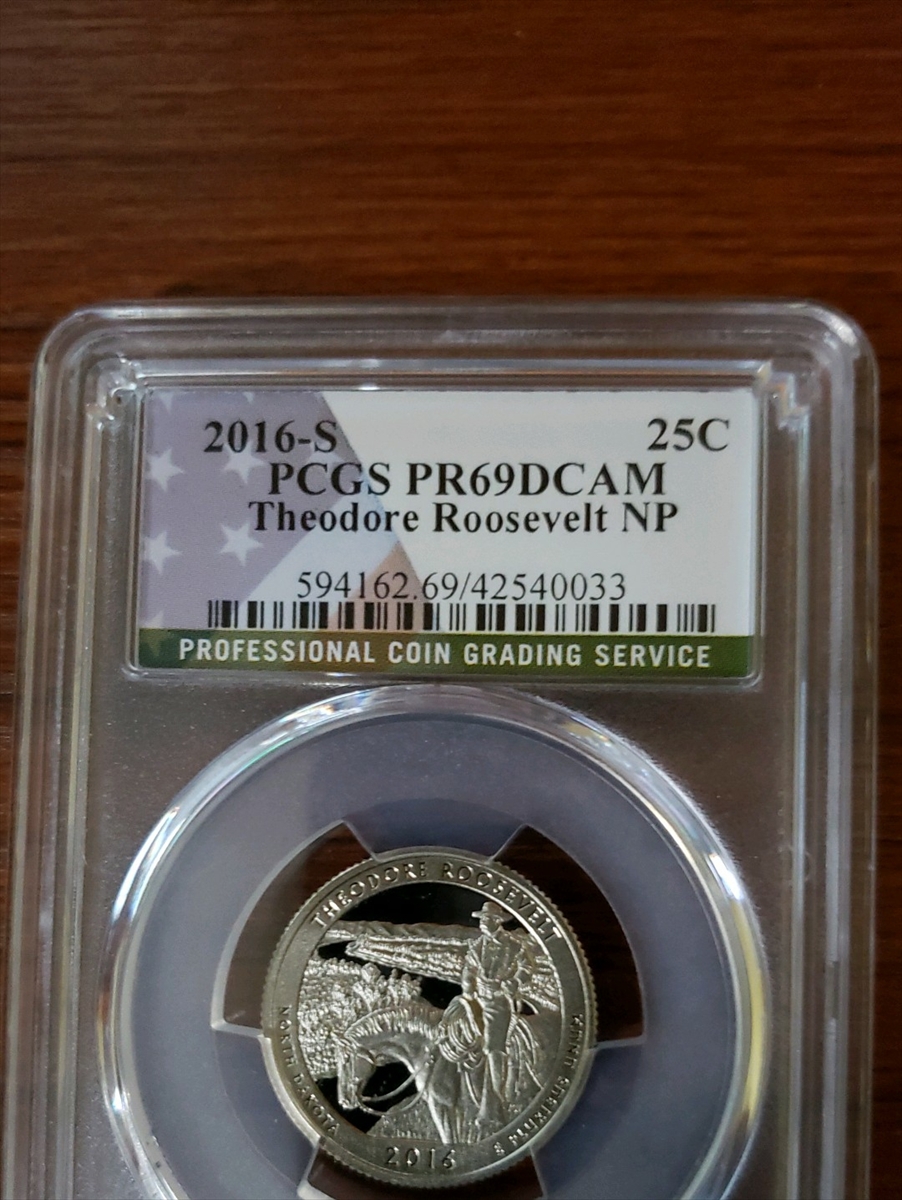 2016-S 25C
PCGS PR69DCAM
Theodore Roosevelt NP
594162.69/42540033
PROFESSIONAL COIN GRADING SERVICE
THEODORE ROOSEVELT
NORTH DAKOTA
2016
E PLURIBUS UNUM